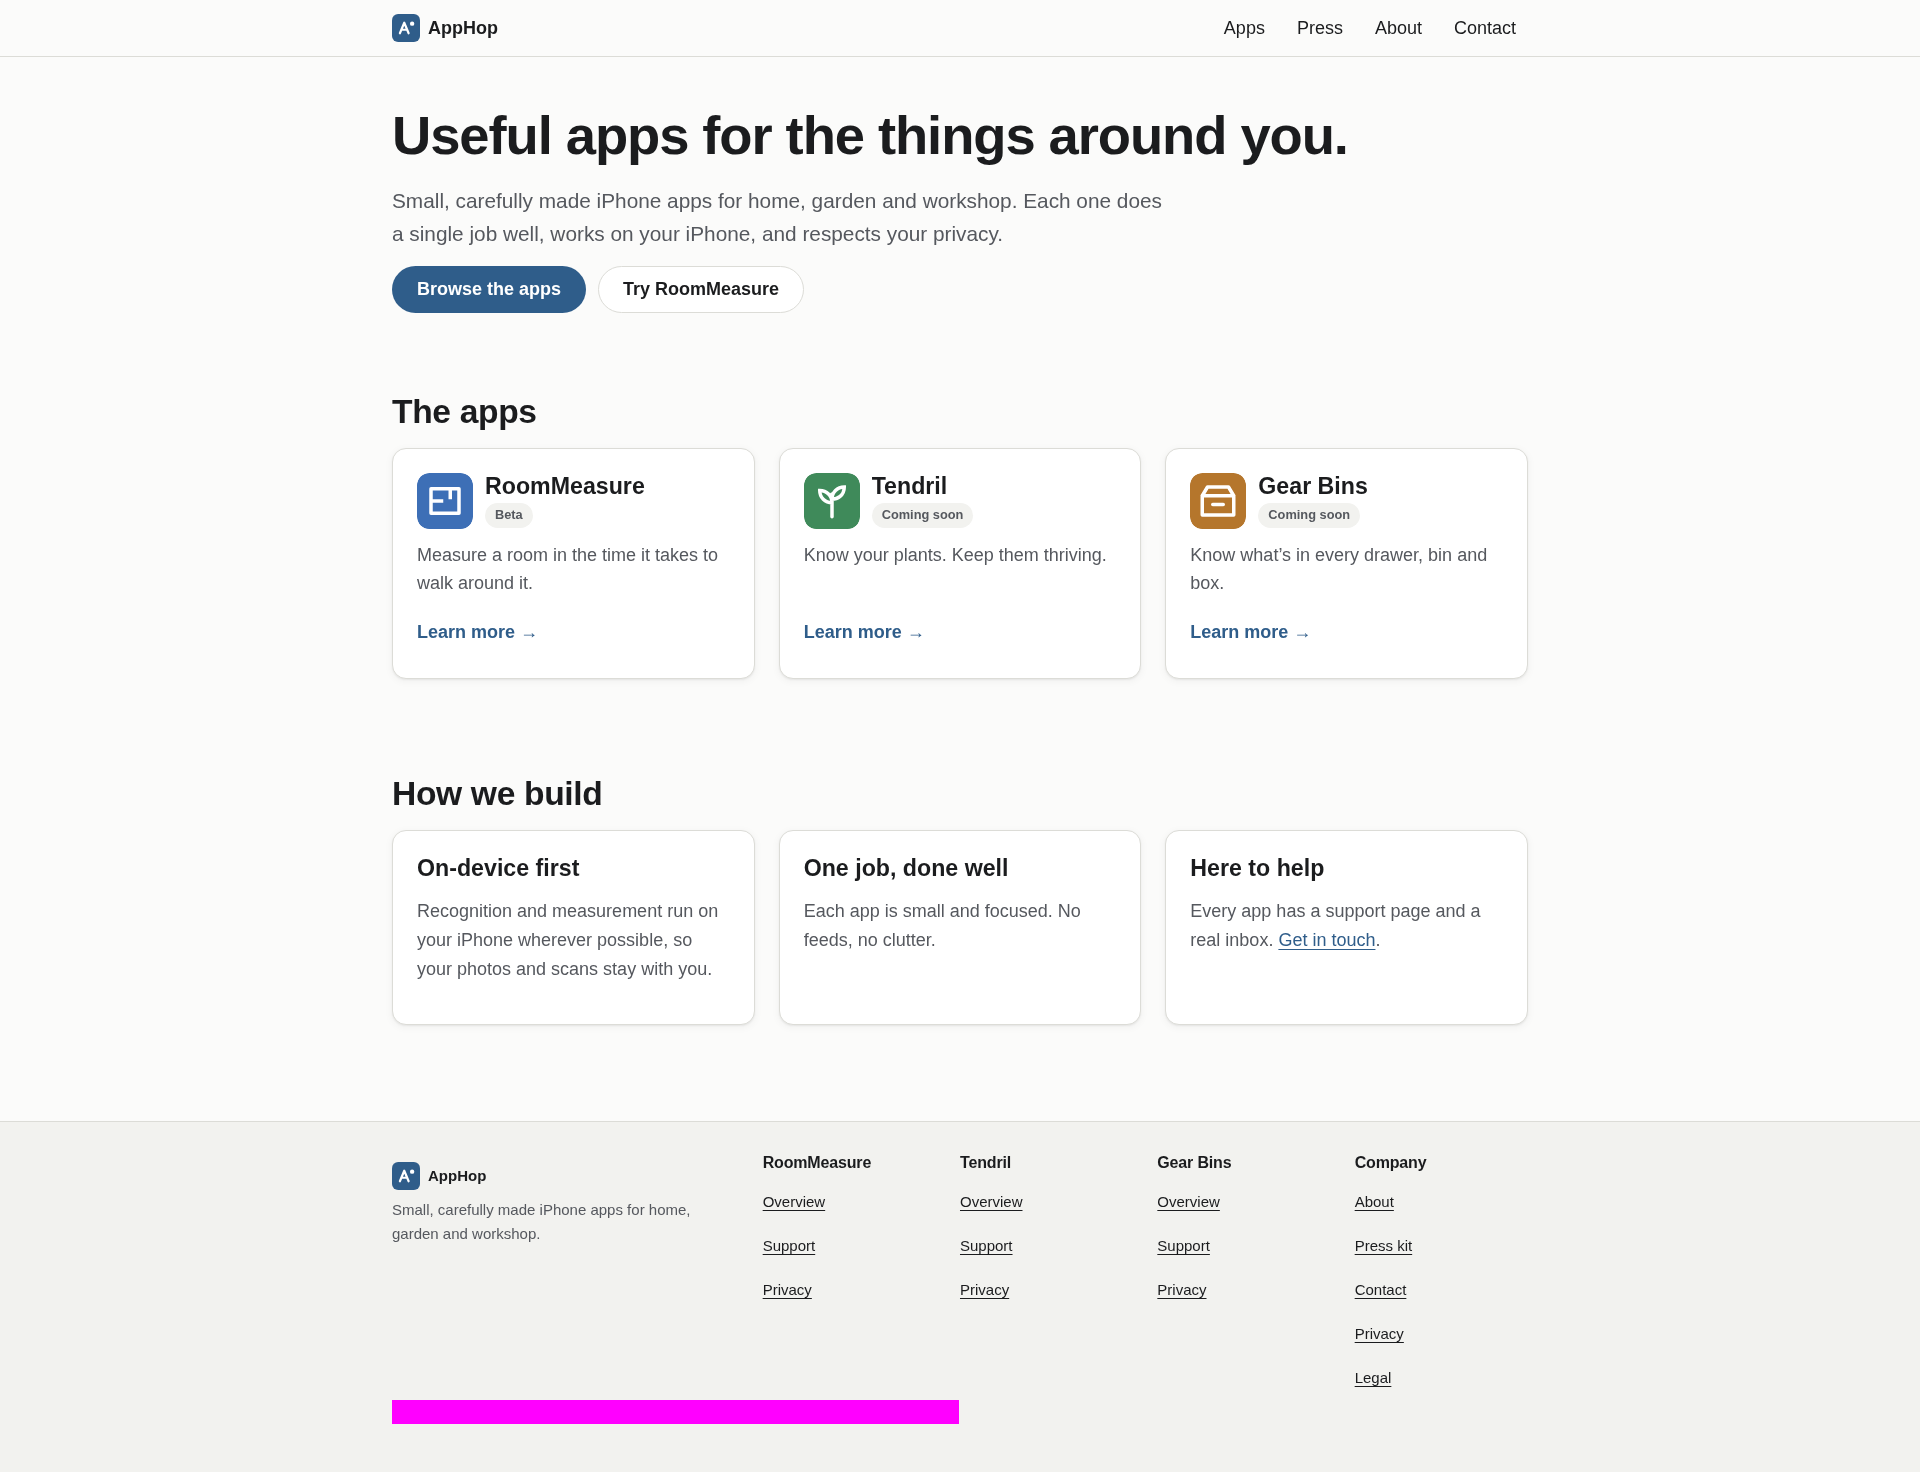 AppHop
Apps Press About Contact
Useful apps for the things around you.
Small, carefully made iPhone apps for home, garden and workshop. Each one does
a single job well, works on your iPhone, and respects your privacy.
Browse the apps
Try RoomMeasure
The apps
RoomMeasure
Beta
Measure a room in the time it takes to
walk around it.
Learn more →
Tendril
Coming soon
Know your plants. Keep them thriving.
Learn more →
Gear Bins
Coming soon
Know what’s in every drawer, bin and
box.
Learn more →
How we build
On-device first
Recognition and measurement run on
your iPhone wherever possible, so
your photos and scans stay with you.
One job, done well
Each app is small and focused. No
feeds, no clutter.
Here to help
Every app has a support page and a
real inbox. Get in touch.
AppHop
Small, carefully made iPhone apps for home,
garden and workshop.
RoomMeasure
Overview
Support
Privacy
Tendril
Overview
Support
Privacy
Gear Bins
Overview
Support
Privacy
Company
About
Press kit
Contact
Privacy
Legal